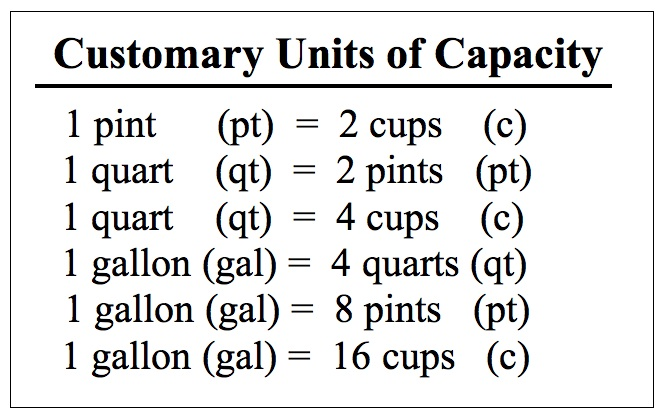 Customary Units of Capacity
1 pint (pt) = 2 cups (c)
1 quart (qt) = 2 pints (pt)
1 quart (qt) = 4 cups (c)
1 gallon (gal) = 4 quarts (qt)
1 gallon (gal) = 8 pints (pt)
1 gallon (gal) = 16 cups (c)